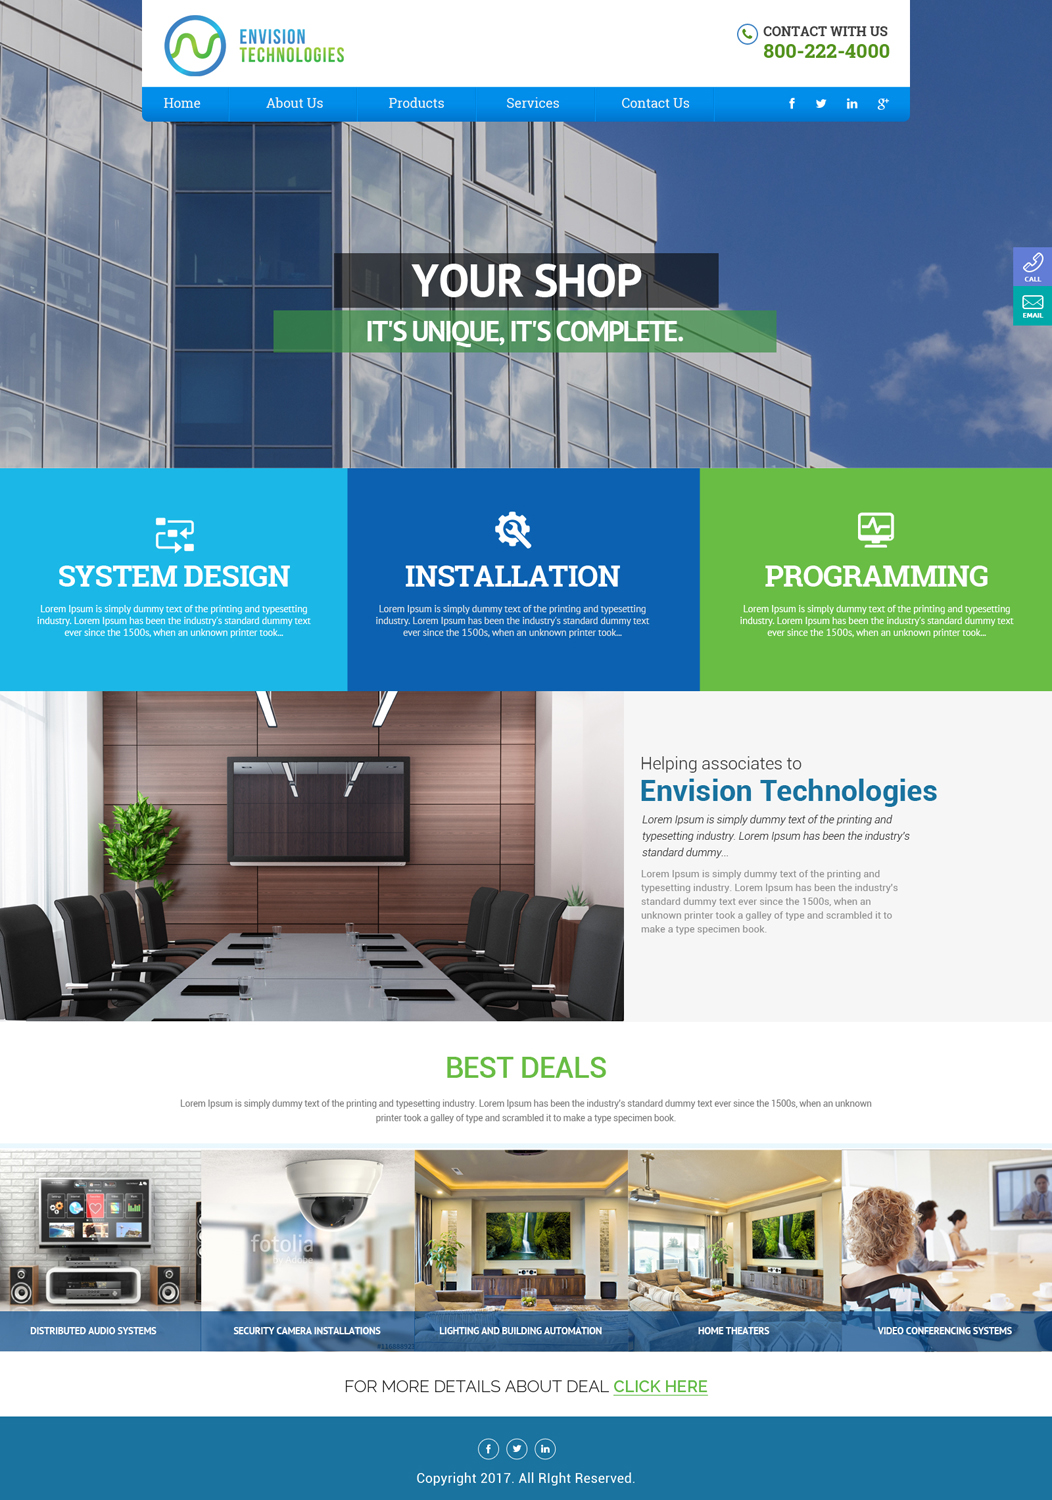 ENVISION
TECHNOLOGIES
CONTACT WITH US
800-222-4000
Home
About Us
Products
Services
Contact Us
CALL
EMAIL
YOUR SHOP
IT'S UNIQUE, IT'S COMPLETE.
SYSTEM DESIGN
Lorem Ipsum is simply dummy text of the printing and typesetting
industry. Lorem Ipsum has been the industry's standard dummy text
ever since the 1500s, when an unknown printer took...
INSTALLATION
Lorem Ipsum is simply dummy text of the printing and typesetting
industry. Lorem Ipsum has been the industry's standard dummy text
ever since the 1500s, when an unknown printer took...
PROGRAMMING
Lorem Ipsum is simply dummy text of the printing and typesetting
industry. Lorem Ipsum has been the industry's standard dummy text
ever since the 1500s, when an unknown printer took...
Helping associates to
Envision Technologies
Lorem Ipsum is simply dummy text of the printing and
typesetting industry. Lorem Ipsum has been the industry's
standard dummy...
Lorem Ipsum is simply dummy text of the printing and
typesetting industry. Lorem Ipsum has been the industry's
standard dummy text ever since the 1500s, when an
unknown printer took a galley of type and scrambled it to
make a type specimen book.
BEST DEALS
Lorem Ipsum is simply dummy text of the printing and typesetting industry. Lorem Ipsum has been the industry's standard dummy text ever since the 1500s, when an unknown
printer took a galley of type and scrambled it to make a type specimen book.
fotolia
DISTRIBUTED AUDIO SYSTEMS
SECURITY CAMERA INSTALLATIONS
LIGHTING AND BUILDING AUTOMATION
HOME THEATERS
VIDEO CONFERENCING SYSTEMS
FOR MORE DETAILS ABOUT DEAL CLICK HERE
Copyright 2017. All RIght Reserved.